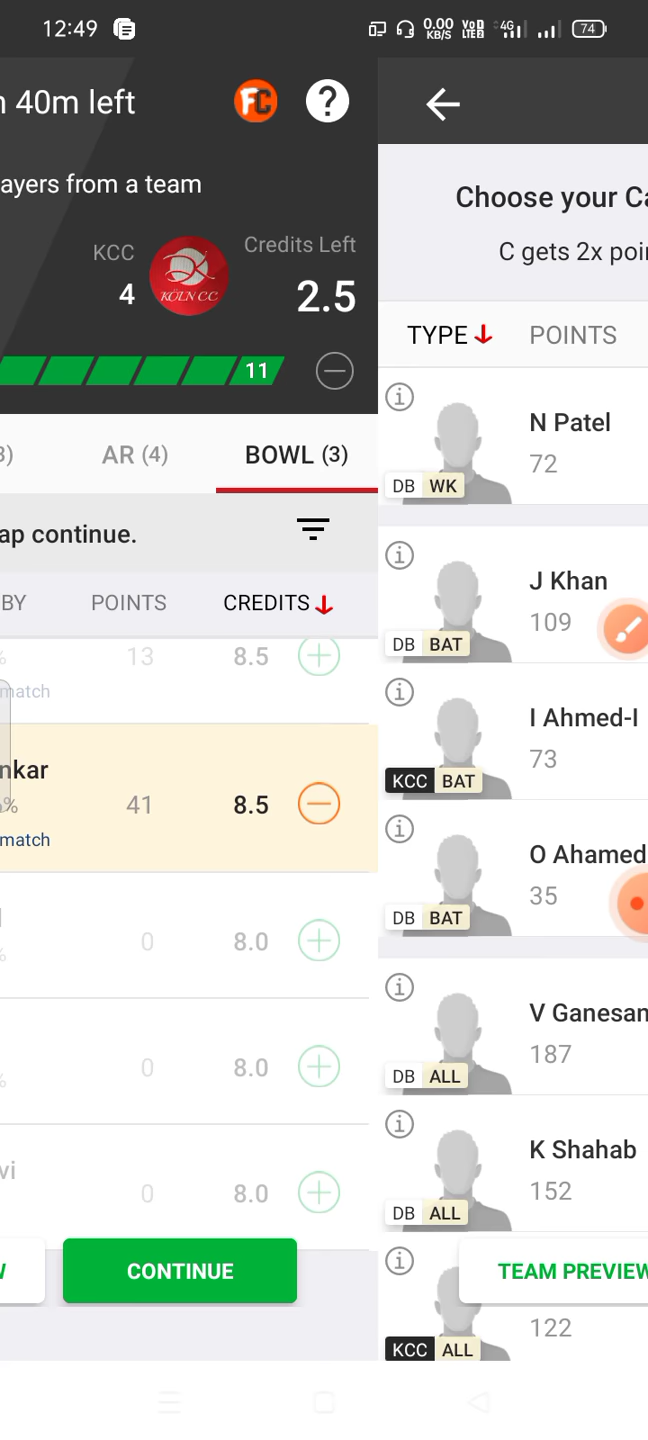 12:49
0.00 KB/S
VoD LTE2
4G
74
n 40m left
FC
?
ayers from a team
KCC
4
KÖLN CC
Credits Left
2.5
11
3)
AR (4)
BOWL (3)
ap continue.
BY
POINTS
CREDITS
%
13
8.5
match
nkar
%
41
8.5
match
0
8.0
%
0
8.0
%
vi
0
8.0
W
CONTINUE
Choose your Ca
C gets 2x poin
TYPE
POINTS
N Patel
72
DB WK
J Khan
109
DB BAT
I Ahmed-I
73
KCC BAT
O Ahamed
35
DB BAT
V Ganesan
187
DB ALL
K Shahab
152
DB ALL
TEAM PREVIEW
122
KCC ALL